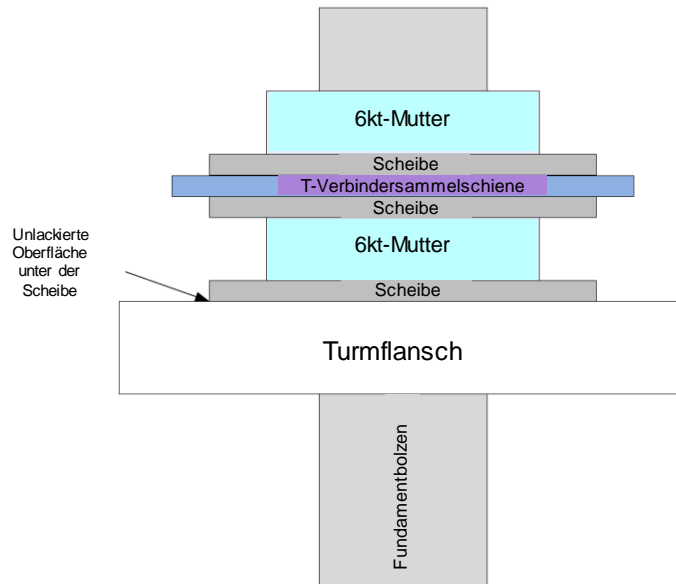 6kt-Mutter
Scheibe
T-Verbindersammelschiene
Scheibe
Unlackierte
Oberfläche
unter der
Scheibe
6kt-Mutter
Scheibe
Turmflansch
Fundamentbolzen